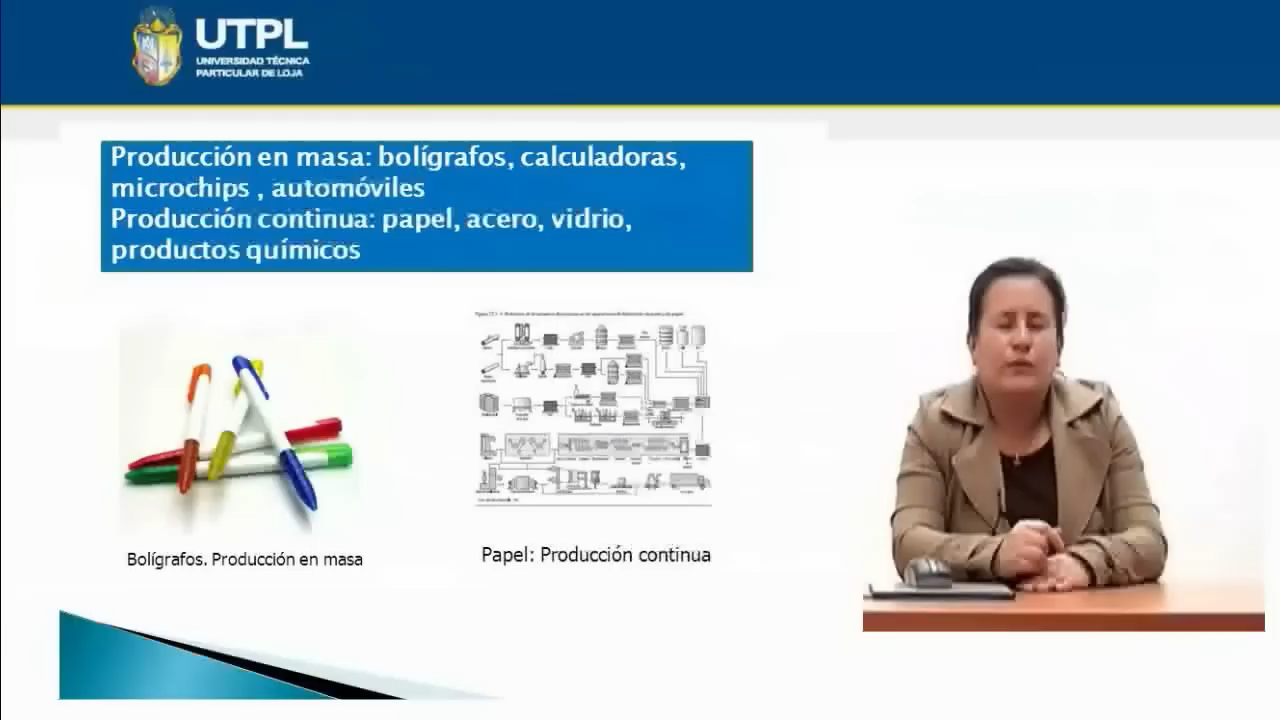 UTPL
UNIVERSIDAD TÉCNICA
PARTICULAR DE LOJA
Producción en masa: bolígrafos, calculadoras,
microchips , automóviles
Producción continua: papel, acero, vidrio,
productos químicos
Bolígrafos. Producción en masa
Papel: Producción continua